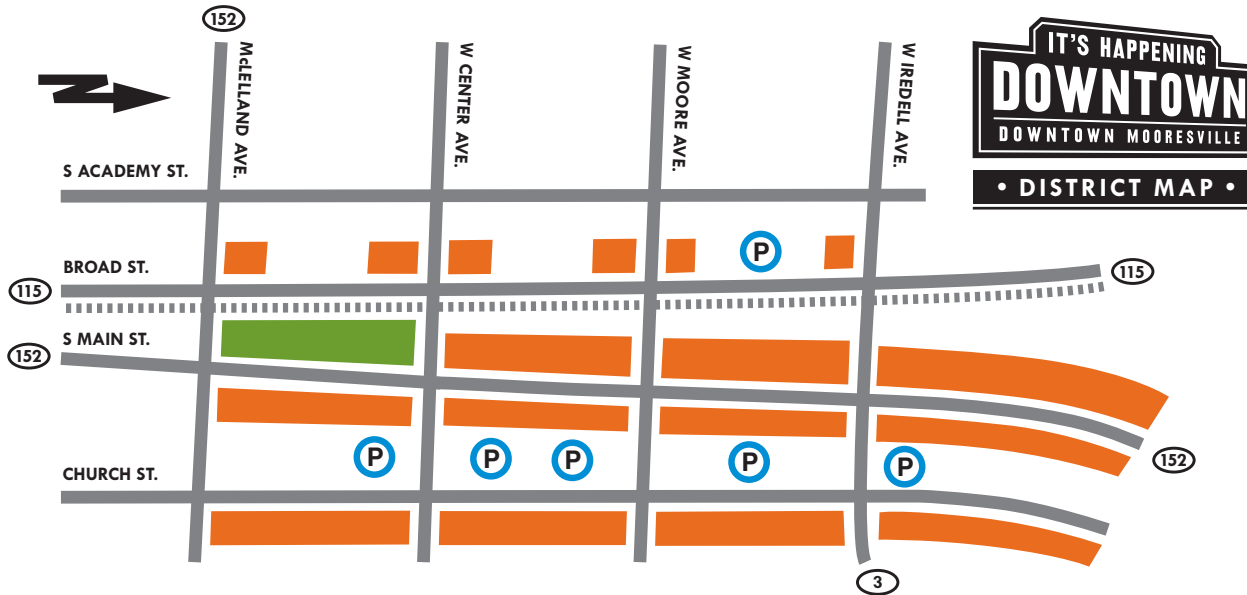 152
McLELLAND AVE.
W CENTER AVE.
W MOORE AVE.
W IREDELL AVE.
IT'S HAPPENING
DOWNTOWN
DOWNTOWN MOORESVILLE
• DISTRICT MAP •
S ACADEMY ST.
P
BROAD ST.
115
115
S MAIN ST.
152
P
P
P
P
P
152
CHURCH ST.
3